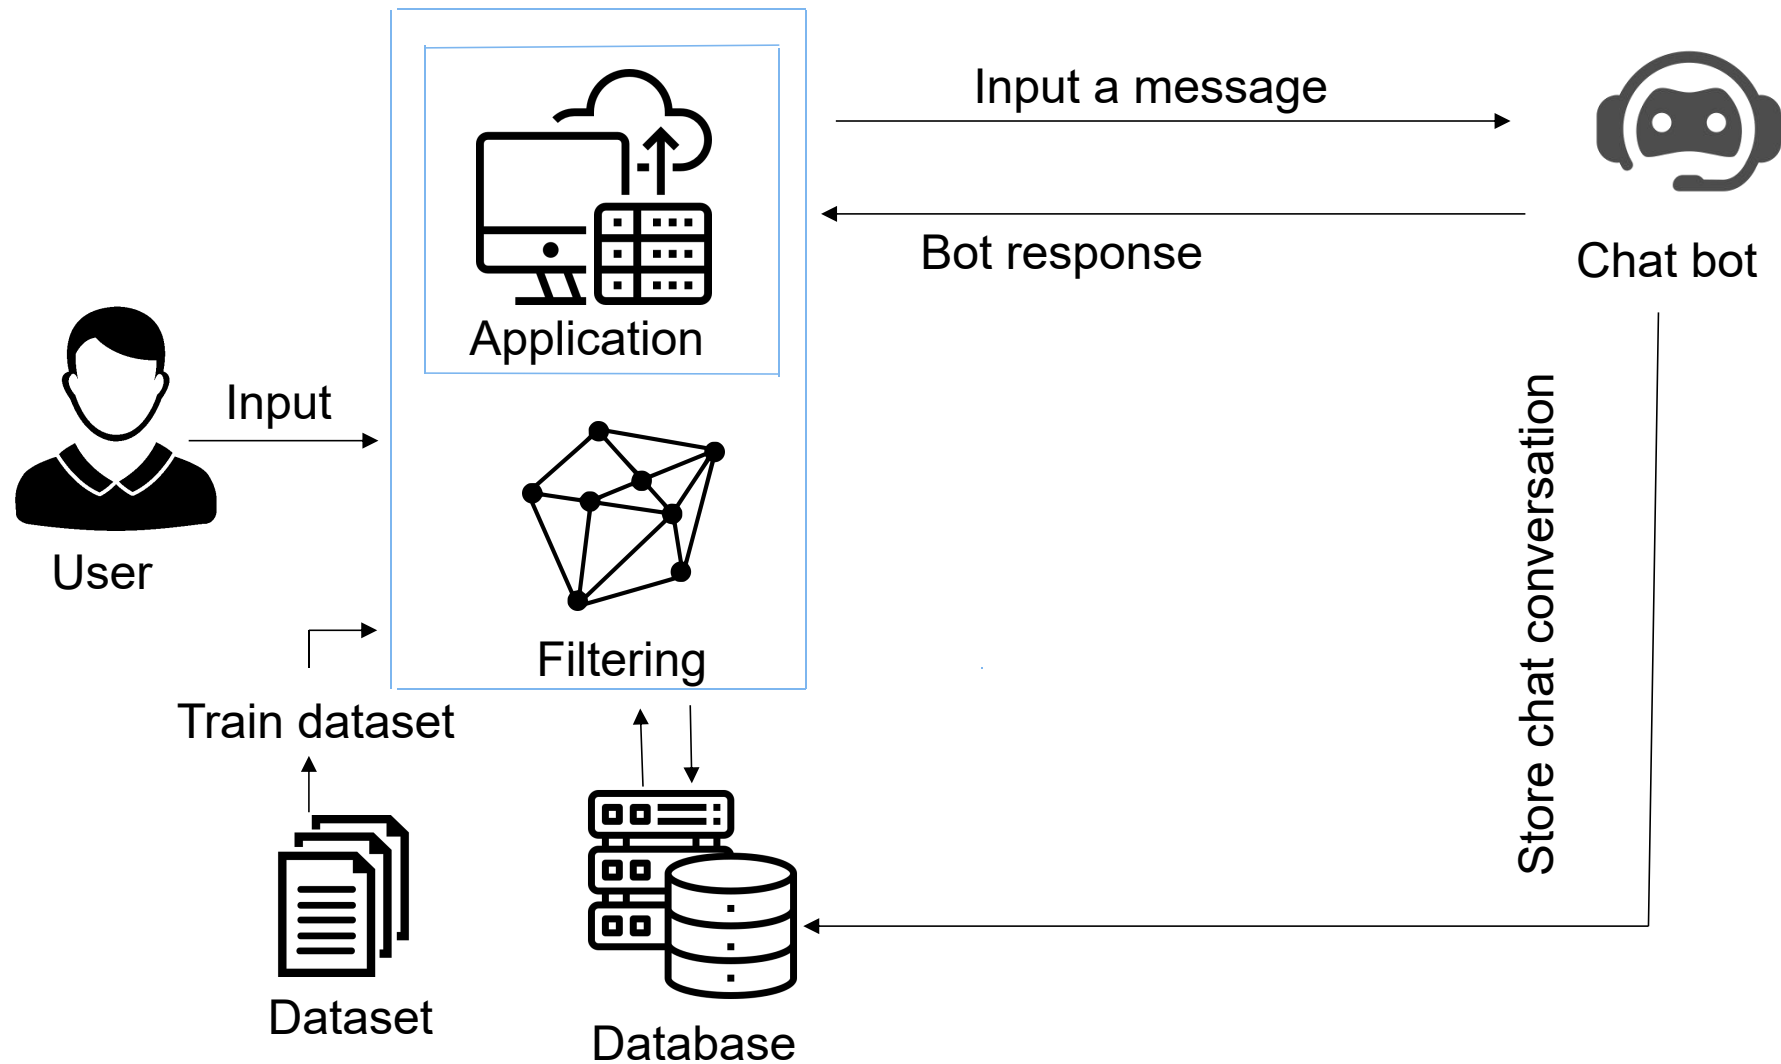 Input a message
Bot response
Chat bot
Application
Input
User
Filtering
Train dataset
Store chat conversation
Dataset
Database